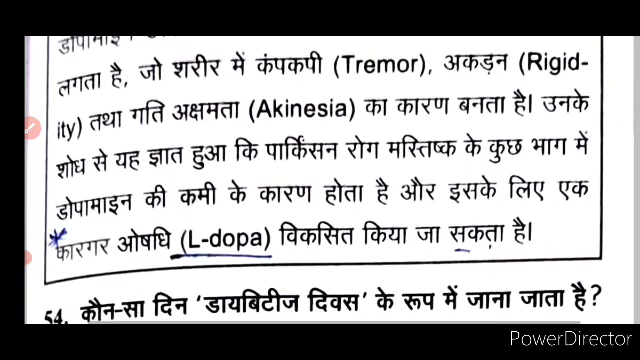 डोपामाइन
लगता है, जो शरीर में कंपकपी (Tremor), अकड़न (Rigid-
ity) तथा गति अक्षमता (Akinesia) का कारण बनता है। उनके
शोध से यह ज्ञात हुआ कि पार्किंसन रोग मस्तिष्क के कुछ भाग में
डोपामाइन की कमी के कारण होता है और इसके लिए एक
कारगर ओषधि (L-dopa) विकसित किया जा सकता है।
54. कौन-सा दिन 'डायबिटीज दिवस' के रूप में जाना जाता है?
PowerDirector